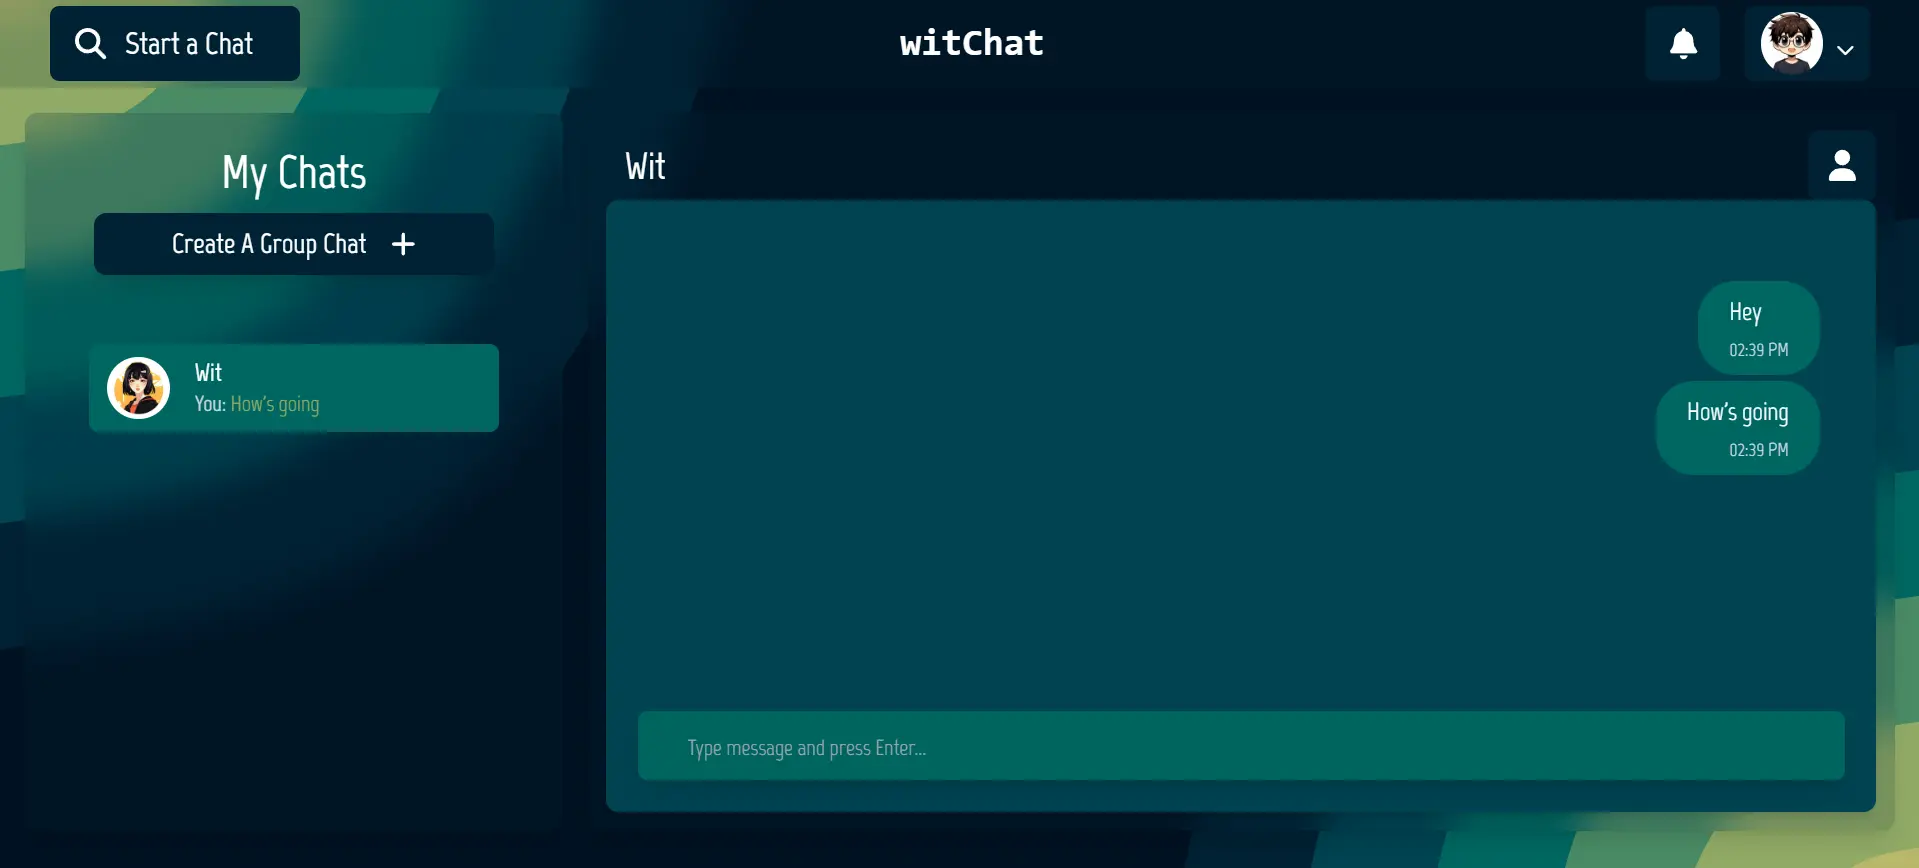 Start a Chat
witChat
My Chats
Create A Group Chat
Wit
You: How's going
Wit
Hey
02:39 PM
How's going
02:39 PM
Type message and press Enter...